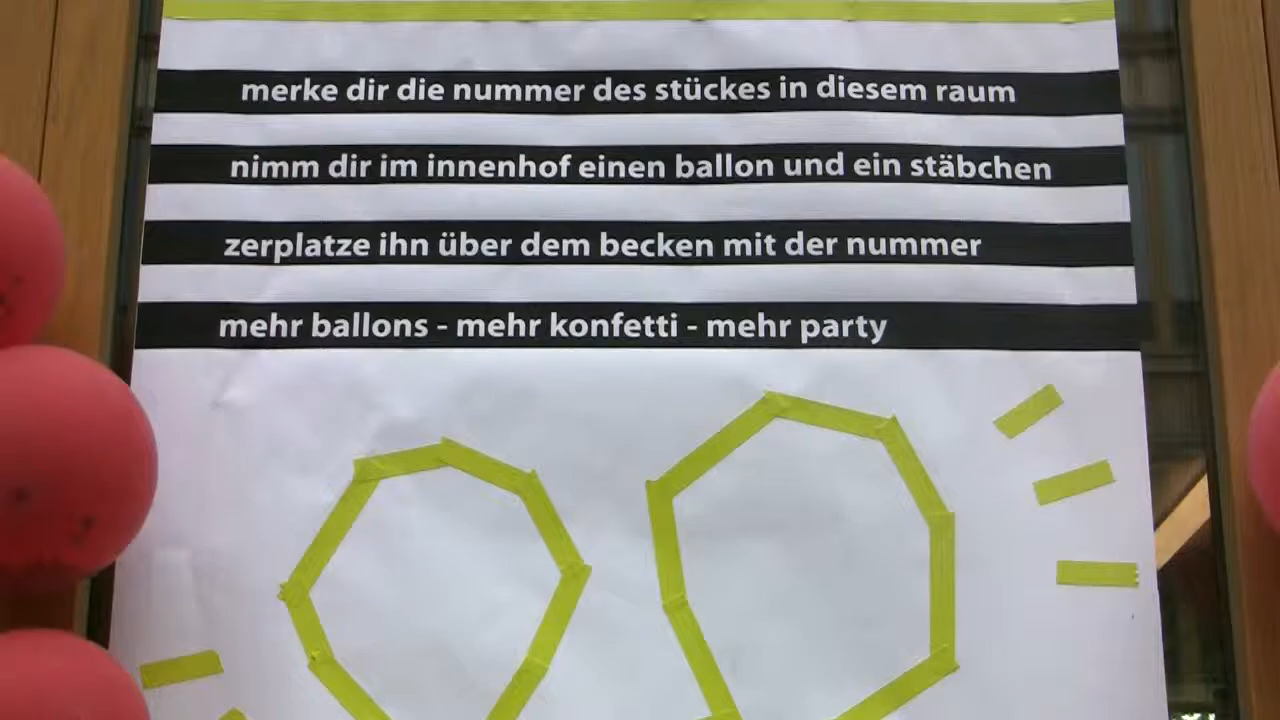 merke dir die nummer des stückes in diesem raum
nimm dir im innenhof einen ballon und ein stäbchen
zerplatze ihn über dem becken mit der nummer
mehr ballons - mehr konfetti - mehr party